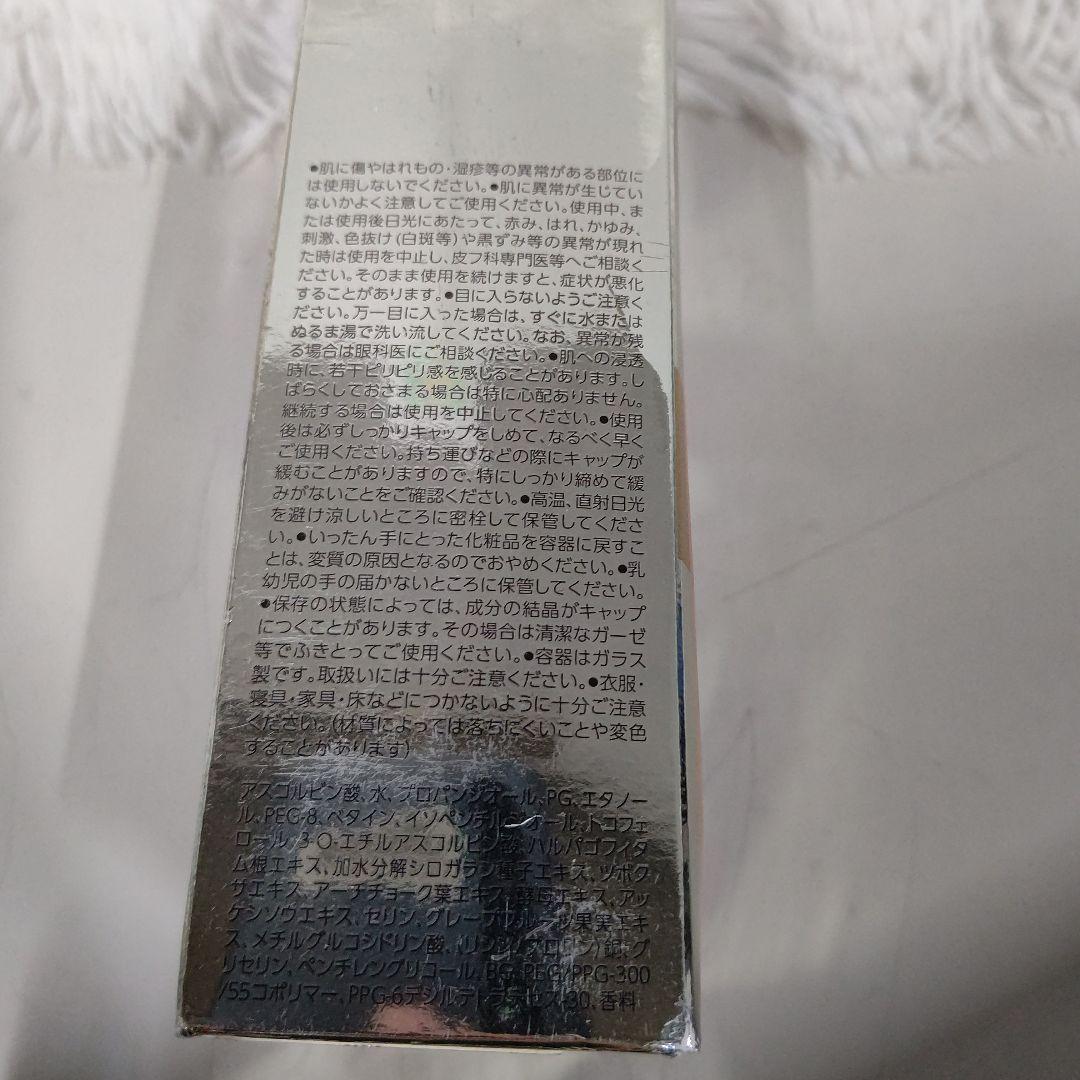 ●肌に傷やはれもの・湿疹等の異常がある部位に
は使用しないでください。●肌に異常が生じてい
ないかよく注意してご使用ください。使用中、ま
たは使用後日光にあたって、赤み、はれ、かゆみ、
刺激、色抜け(白斑等)や黒ずみ等の異常が現れ
た時は使用を中止し、皮フ科専門医等へご相談く
ださい。そのまま使用を続けますと、症状が悪化
することがあります。●目に入らないようご注意く
ださい。万一目に入った場合は、すぐに水または
ぬるま湯で洗い流してください。なお、異常が残
る場合は眼科医にご相談ください。●肌への浸透
時に、若干ピリピリ感を感じることがあります。し
ばらくしておさまる場合は特に心配ありません。
継続する場合は使用を中止してください。●使用
後は必ずしっかりキャップをしめて、なるべく早く
ご使用ください。持ち運びなどの際にキャップが
緩むことがありますので、特にしっかり締めて緩
みがないことをご確認ください。●高温、直射日光
を避け涼しいところに密栓して保管してくださ
い。●いったん手にとった化粧品を容器に戻すこ
とは、変質の原因となるのでおやめください。●乳
幼児の手の届かないところに保管してください。
●保存の状態によっては、成分の結晶がキャップ
につくことがあります。その場合は清潔なガーゼ
等でふきとってご使用ください。●容器はガラス
製です。取扱いには十分ご注意ください。●衣服・
寝具・家具・床などにつかないように十分ご注意
ください。(材質によっては落ちにくいことや変色
することがあります)
アスコルビン酸、水、プロパンジオール、PG、エタノー
ル、PEG-8、ベタイン、イソペンチルジオール、トコフェ
ロール、3-O-エチルアスコルビン酸、ハルパゴフイタ
ム根エキス、加水分解シロガラシ種子エキス、ツボク
サエキス、アーチチョーク葉エキス、酵母エキス、アッ
ケシソウエキス、セリン、グレープフルーツ果実エキ
ス、メチルグルコシドリン酸、(リシン/プロリン)銅、グ
リセリン、ペンチレングリコール、BG、PEG/PPG-300
/55コポリマー、PPG-6デシルテトラデセス-30、香料